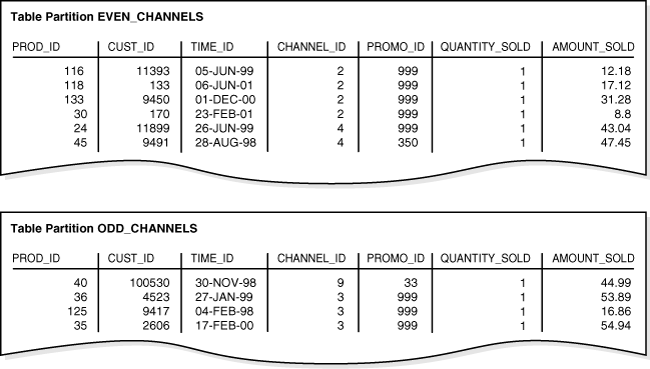 Table Partition EVEN_CHANNELS
PROD_ID CUST_ID TIME_ID CHANNEL_ID PROMO_ID QUANTITY_SOLD AMOUNT_SOLD
116 11393 05-JUN-99 2 999 1 12.18
118 133 06-JUN-01 2 999 1 17.12
133 9450 01-DEC-00 2 999 1 31.28
30 170 23-FEB-01 2 999 1 8.8
24 11899 26-JUN-99 4 999 1 43.04
45 9491 28-AUG-98 4 350 1 47.45
Table Partition ODD_CHANNELS
PROD_ID CUST_ID TIME_ID CHANNEL_ID PROMO_ID QUANTITY_SOLD AMOUNT_SOLD
40 100530 30-NOV-98 9 33 1 44.99
36 4523 27-JAN-99 3 999 1 53.89
125 9417 04-FEB-98 3 999 1 16.86
35 2606 17-FEB-00 3 999 1 54.94